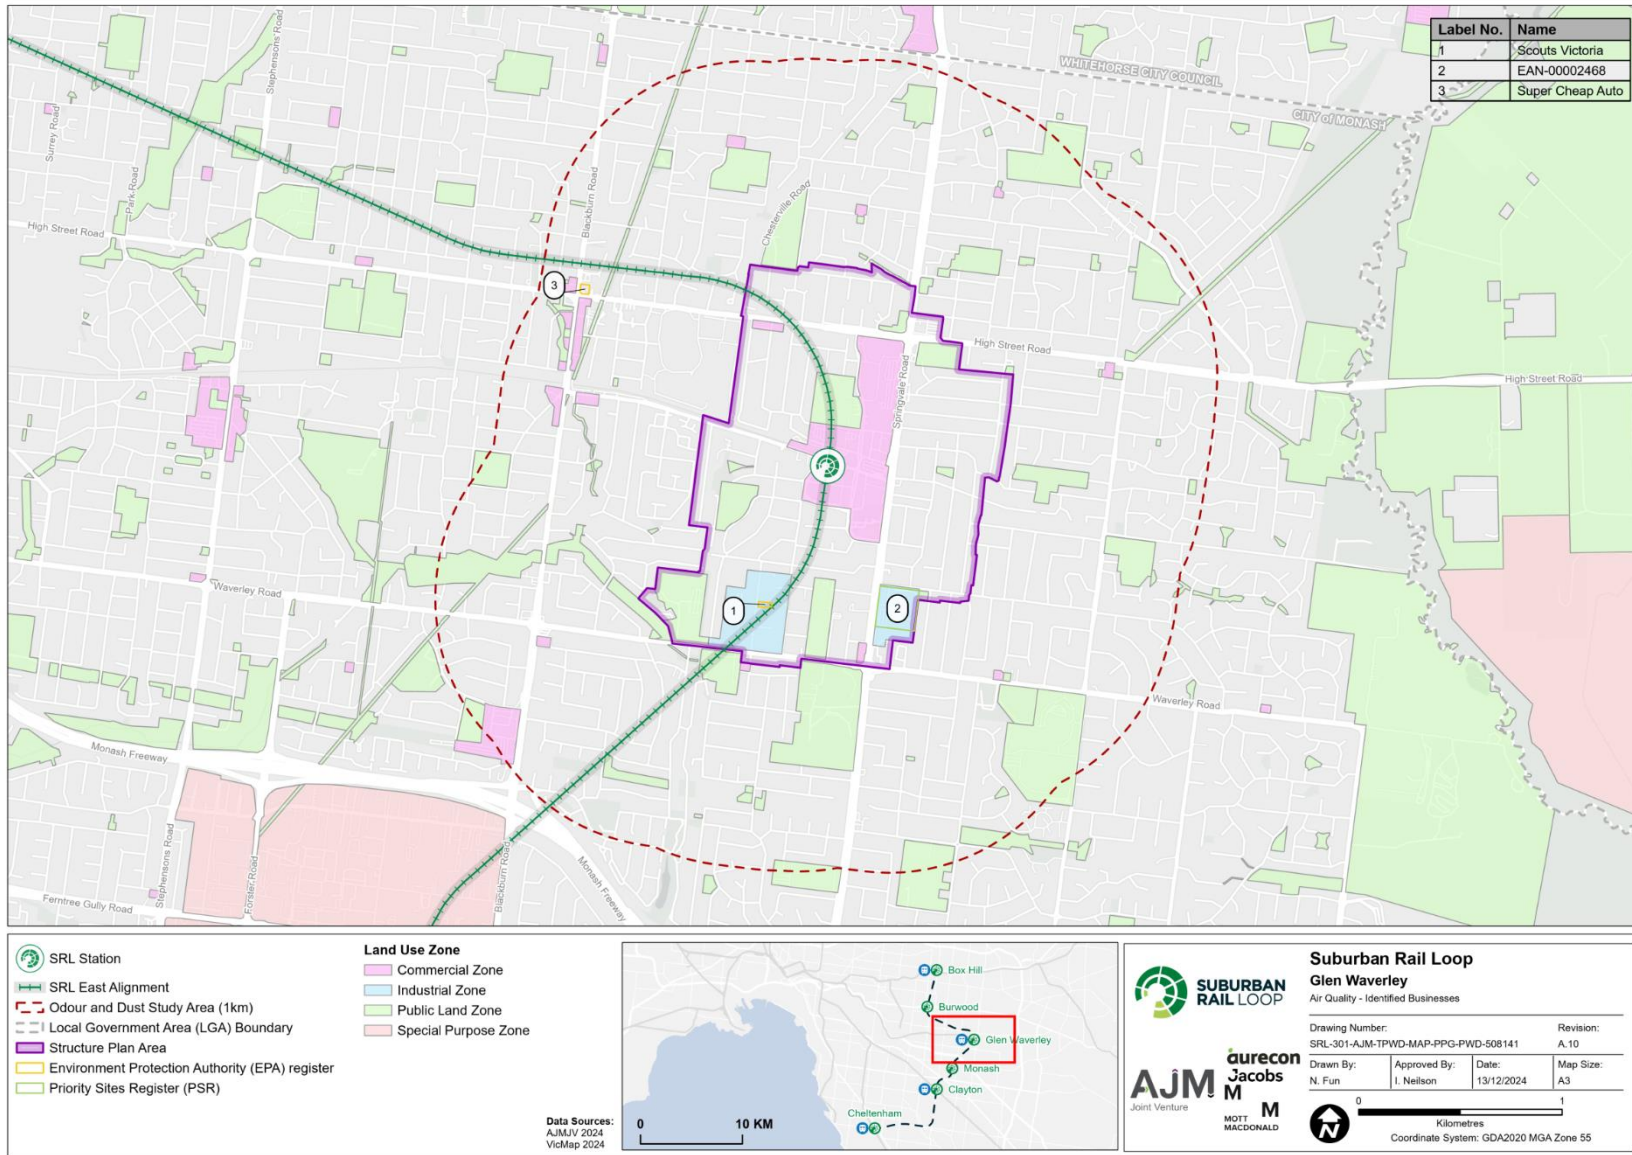 Label No. Name
1 Scouts Victoria
2 EAN-00002468
3 Super Cheap Auto
WHITEHORSE CITY COUNCIL
CITY of MONASH
Stephensons Road
Surrey Road
Park Road
Blackburn Road
Chesterville Road
High Street Road
3
High Street Road
High Street Road
Springvale Road
Waverley Road
1
2
Waverley Road
Monash Freeway
Stephensons Road
Forster Road
Blackburn Road
Monash Freeway
Ferntree Gully Road
SRL Station
SRL East Alignment
Odour and Dust Study Area (1km)
Local Government Area (LGA) Boundary
Structure Plan Area
Environment Protection Authority (EPA) register
Priority Sites Register (PSR)
Land Use Zone
Commercial Zone
Industrial Zone
Public Land Zone
Special Purpose Zone
Data Sources:
AJMJV 2024
VicMap 2024
Box Hill
Burwood
Glen Waverley
Monash
Clayton
Cheltenham
0 10 KM
SUBURBAN
RAIL LOOP
AJM
Joint Venture
aurecon
Jacobs
M
MOTT
MACDONALD
M
Suburban Rail Loop
Glen Waverley
Air Quality - Identified Businesses
Drawing Number: Revision:
SRL-301-AJM-TPWD-MAP-PPG-PWD-508141 A.10
Drawn By: Approved By: Date: Map Size:
N. Fun I. Neilson 13/12/2024 A3
N
0 1
Kilometres
Coordinate System: GDA2020 MGA Zone 55